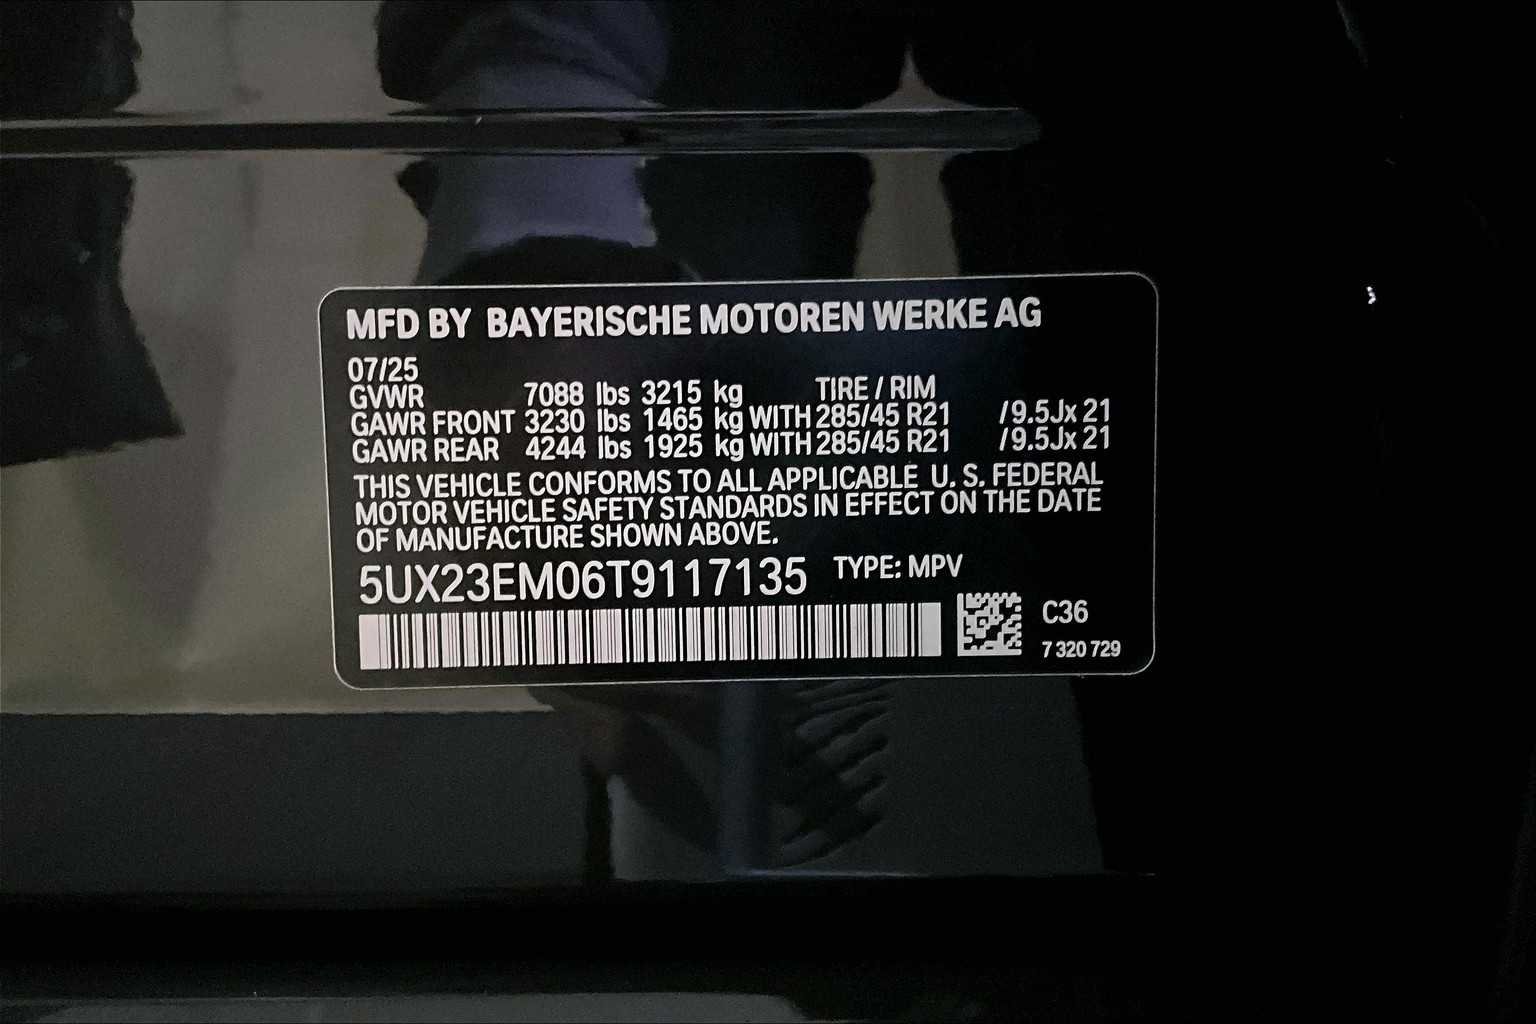 MFD BY BAYERISCHE MOTOREN WERKE AG
07/25
GVWR 7088 lbs 3215 kg TIRE / RIM
GAWR FRONT 3230 lbs 1465 kg WITH 285/45 R21 /9.5Jx 21
GAWR REAR 4244 lbs 1925 kg WITH 285/45 R21 /9.5Jx 21
THIS VEHICLE CONFORMS TO ALL APPLICABLE U. S. FEDERAL
MOTOR VEHICLE SAFETY STANDARDS IN EFFECT ON THE DATE
OF MANUFACTURE SHOWN ABOVE.
5UX23EM06T9117135 TYPE: MPV
C36
7 320 729